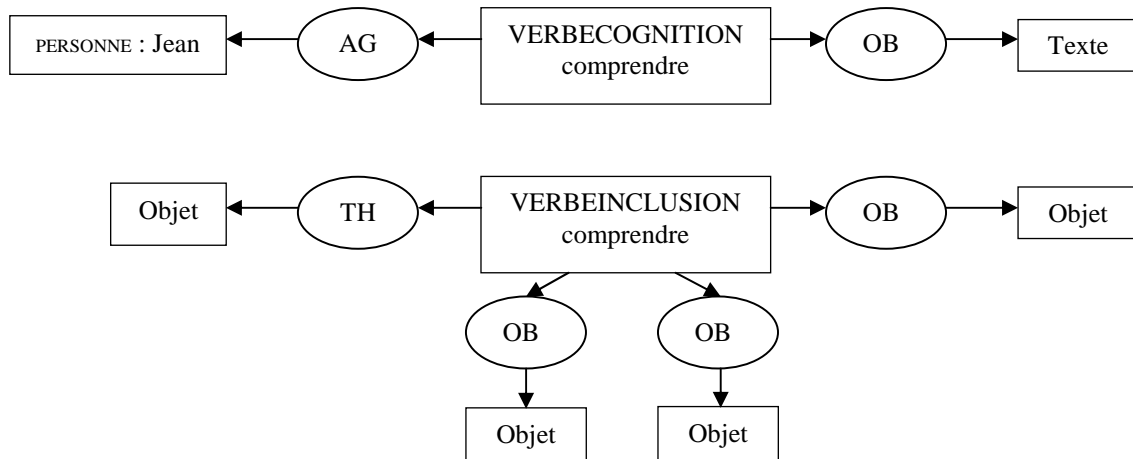 PERSONNE : Jean
AG
VERBECOGNITION
comprendre
OB
Texte
Objet
TH
VERBEINCLUSION
comprendre
OB
Objet
OB
OB
Objet
Objet